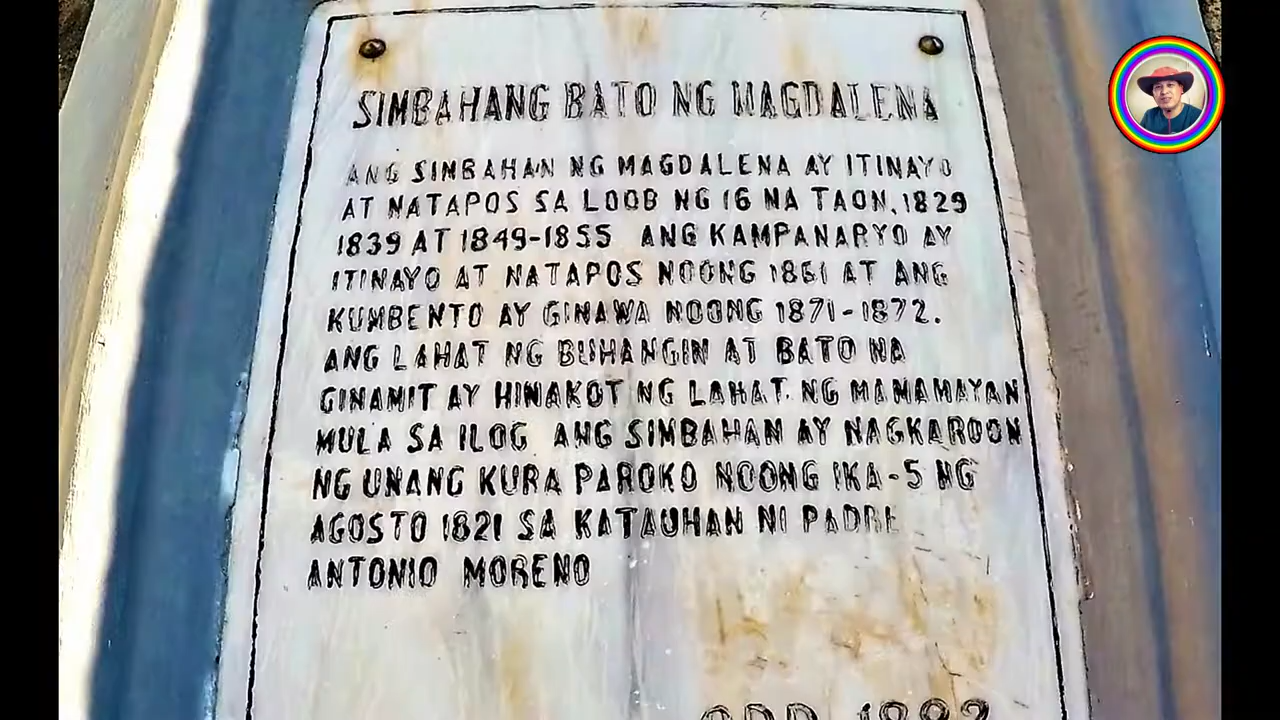 SIMBAHANG BATO NG MAGDALENA
ANG SIMBAHAN NG MAGDALENA AY ITINAYO
AT NATAPOS SA LOOB NG 16 NA TAON, 1829
1839 AT 1849-1855 ANG KAMPANARYO AY
ITINAYO AT NATAPOS NOONG 1861 AT ANG
KUMBENTO AY GINAWA NOONG 1871-1872.
ANG LAHAT NG BUHANGIN AT BATO NA
GINAMIT AY HINAKOT NG LAHAT NG MAMAMAYAN
MULA SA ILOG ANG SIMBAHAN AY NAGKAROON
NG UNANG KURA PAROKO NOONG IKA-5 NG
AGOSTO 1821 SA KATAUHAN NI PADRE
ANTONIO MORENO